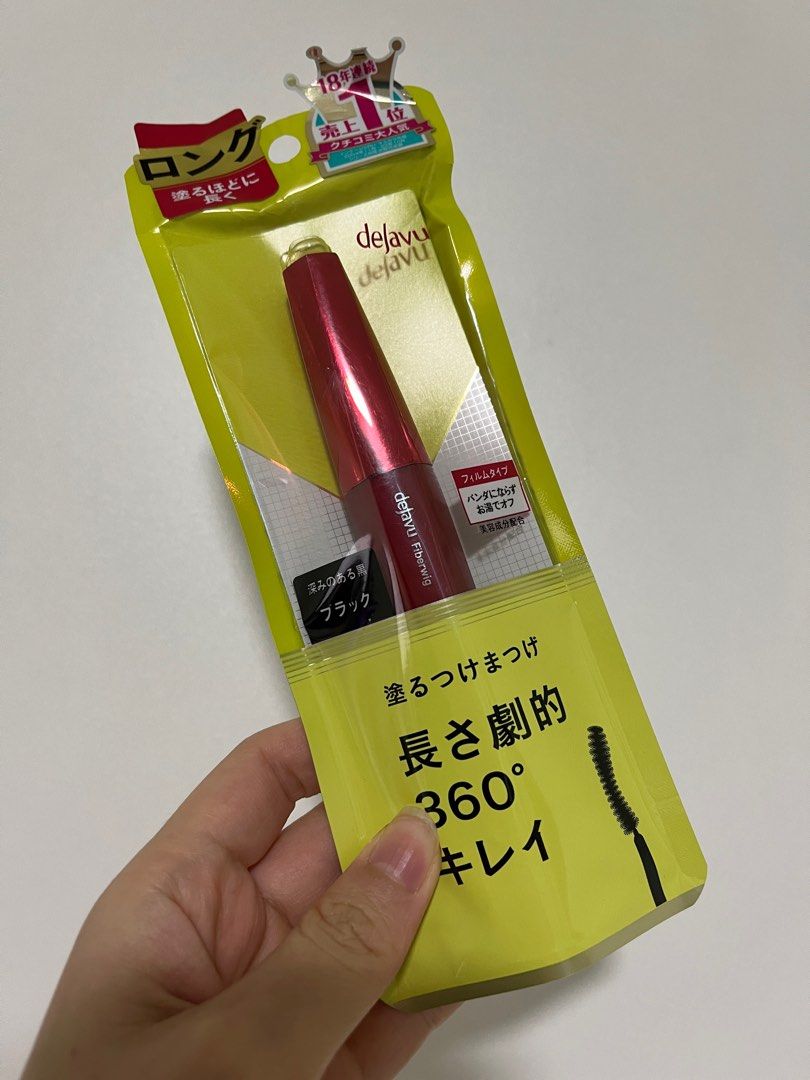 18年連続
売上1位
クチコミ大人気
ロング
塗るほどに
長く
dejavu
dejavu
フィルムタイプ
パンダにならず
お湯でオフ
美容成分配合
dejavu Fiberwig
深みのある黒
ブラック
塗るつけまつげ
長さ劇的
360°
キレイ